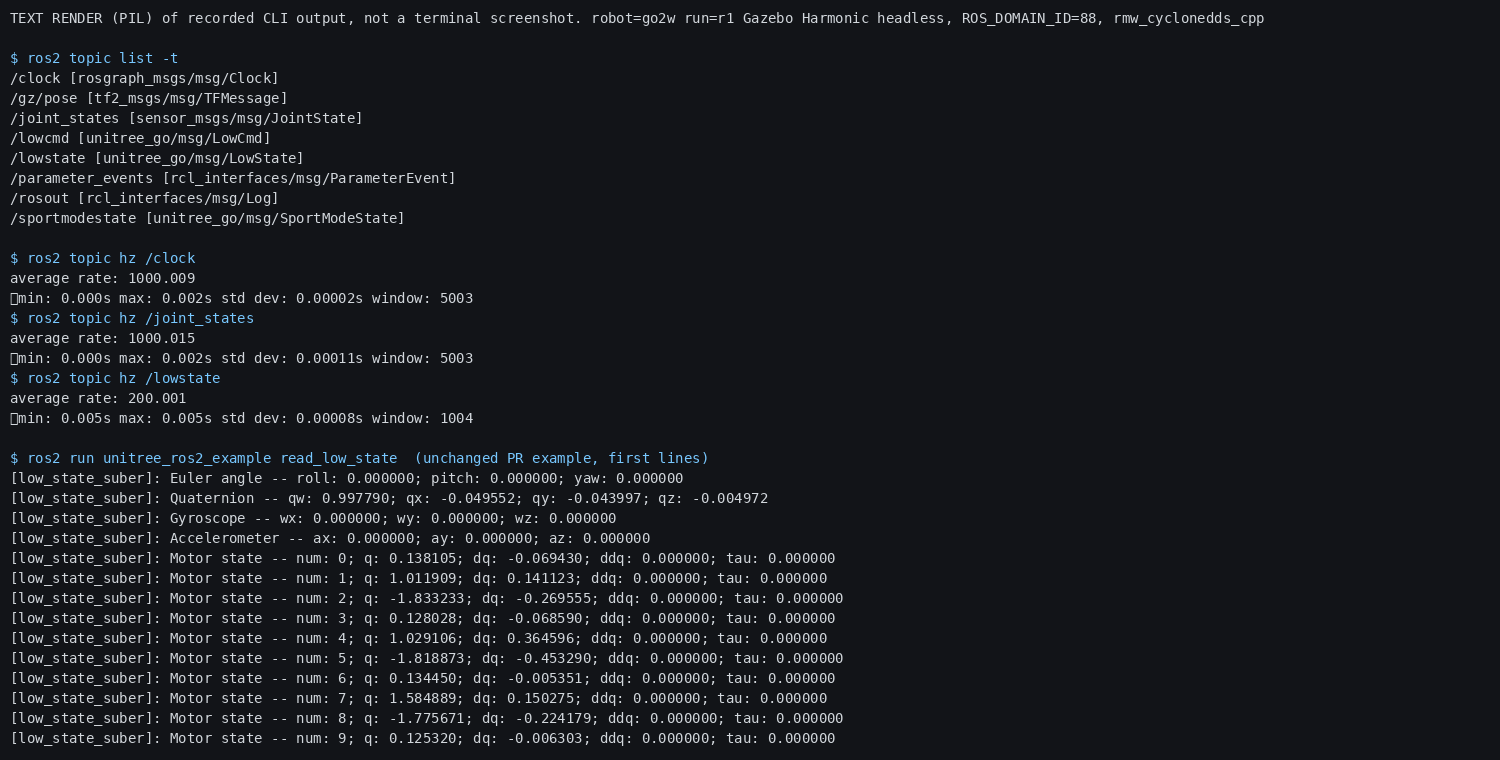 TEXT RENDER (PIL) of recorded CLI output, not a terminal screenshot. robot=go2w run=r1 Gazebo Harmonic headless, ROS_DOMAIN_ID=88, rmw_cyclonedds_cpp
$ ros2 topic list -t
/clock [rosgraph_msgs/msg/Clock]
/gz/pose [tf2_msgs/msg/TFMessage]
/joint_states [sensor_msgs/msg/JointState]
/lowcmd [unitree_go/msg/LowCmd]
/lowstate [unitree_go/msg/LowState]
/parameter_events [rcl_interfaces/msg/ParameterEvent]
/rosout [rcl_interfaces/msg/Log]
/sportmodestate [unitree_go/msg/SportModeState]
$ ros2 topic hz /clock
average rate: 1000.009
min: 0.000s max: 0.002s std dev: 0.00002s window: 5003
$ ros2 topic hz /joint_states
average rate: 1000.015
min: 0.000s max: 0.002s std dev: 0.00011s window: 5003
$ ros2 topic hz /lowstate
average rate: 200.001
min: 0.005s max: 0.005s std dev: 0.00008s window: 1004
$ ros2 run unitree_ros2_example read_low_state  (unchanged PR example, first lines)
[low_state_suber]: Euler angle -- roll: 0.000000; pitch: 0.000000; yaw: 0.000000
[low_state_suber]: Quaternion -- qw: 0.997790; qx: -0.049552; qy: -0.043997; qz: -0.004972
[low_state_suber]: Gyroscope -- wx: 0.000000; wy: 0.000000; wz: 0.000000
[low_state_suber]: Accelerometer -- ax: 0.000000; ay: 0.000000; az: 0.000000
[low_state_suber]: Motor state -- num: 0; q: 0.138105; dq: -0.069430; ddq: 0.000000; tau: 0.000000
[low_state_suber]: Motor state -- num: 1; q: 1.011909; dq: 0.141123; ddq: 0.000000; tau: 0.000000
[low_state_suber]: Motor state -- num: 2; q: -1.833233; dq: -0.269555; ddq: 0.000000; tau: 0.000000
[low_state_suber]: Motor state -- num: 3; q: 0.128028; dq: -0.068590; ddq: 0.000000; tau: 0.000000
[low_state_suber]: Motor state -- num: 4; q: 1.029106; dq: 0.364596; ddq: 0.000000; tau: 0.000000
[low_state_suber]: Motor state -- num: 5; q: -1.818873; dq: -0.453290; ddq: 0.000000; tau: 0.000000
[low_state_suber]: Motor state -- num: 6; q: 0.134450; dq: -0.005351; ddq: 0.000000; tau: 0.000000
[low_state_suber]: Motor state -- num: 7; q: 1.584889; dq: 0.150275; ddq: 0.000000; tau: 0.000000
[low_state_suber]: Motor state -- num: 8; q: -1.775671; dq: -0.224179; ddq: 0.000000; tau: 0.000000
[low_state_suber]: Motor state -- num: 9; q: 0.125320; dq: -0.006303; ddq: 0.000000; tau: 0.000000